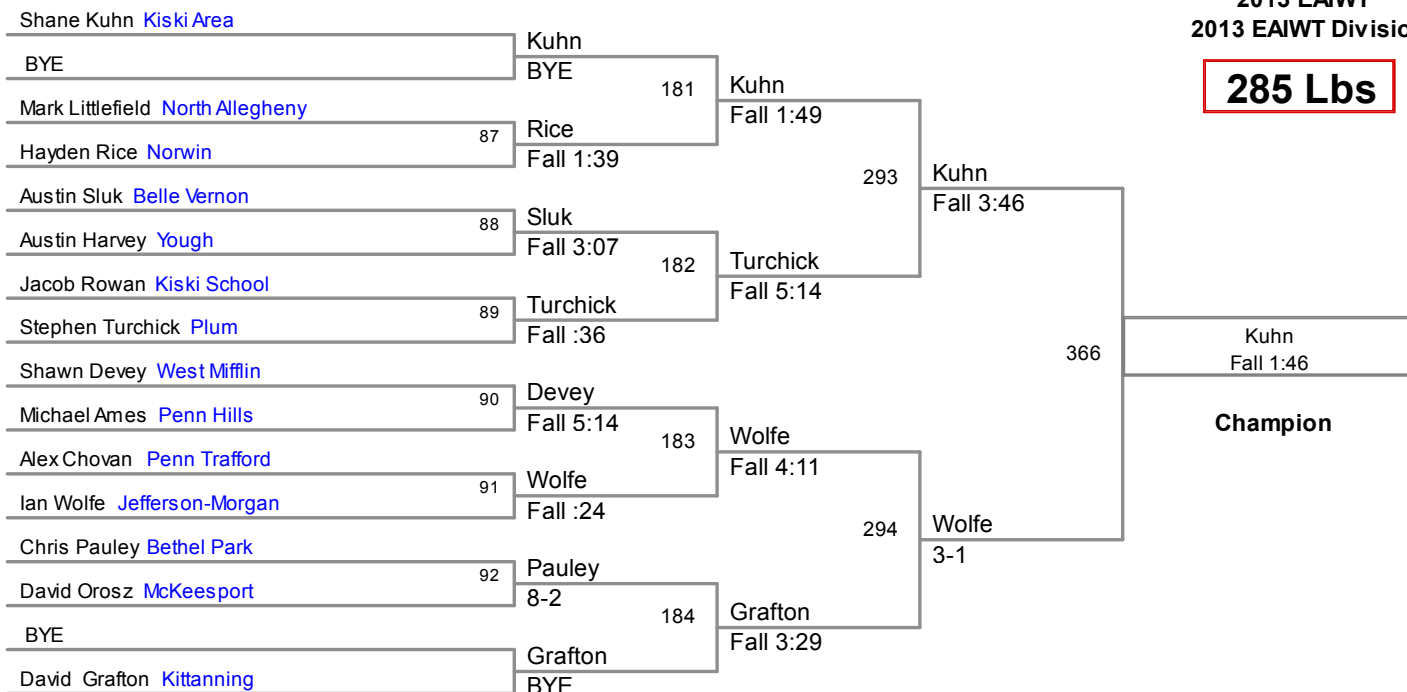 2013 EAIWT
2013 EAIWT Divisio
285 Lbs
Shane Kuhn Kiski Area
BYE
Mark Littlefield North Allegheny
Hayden Rice Norwin
Austin Sluk Belle Vernon
Austin Harvey Yough
Jacob Rowan Kiski School
Stephen Turchick Plum
Shawn Devey West Mifflin
Michael Ames Penn Hills
Alex Chovan Penn Trafford
Ian Wolfe Jefferson-Morgan
Chris Pauley Bethel Park
David Orosz McKeesport
BYE
David Grafton Kittanning
87
88
89
90
91
92
Kuhn
BYE
Rice
Fall 1:39
Sluk
Fall 3:07
Turchick
Fall :36
Devey
Fall 5:14
Wolfe
Fall :24
Pauley
8-2
Grafton
BYE
181
182
183
184
Kuhn
Fall 1:49
Turchick
Fall 5:14
Wolfe
Fall 4:11
Grafton
Fall 3:29
293
294
Kuhn
Fall 3:46
Wolfe
3-1
366
Kuhn
Fall 1:46
Champion